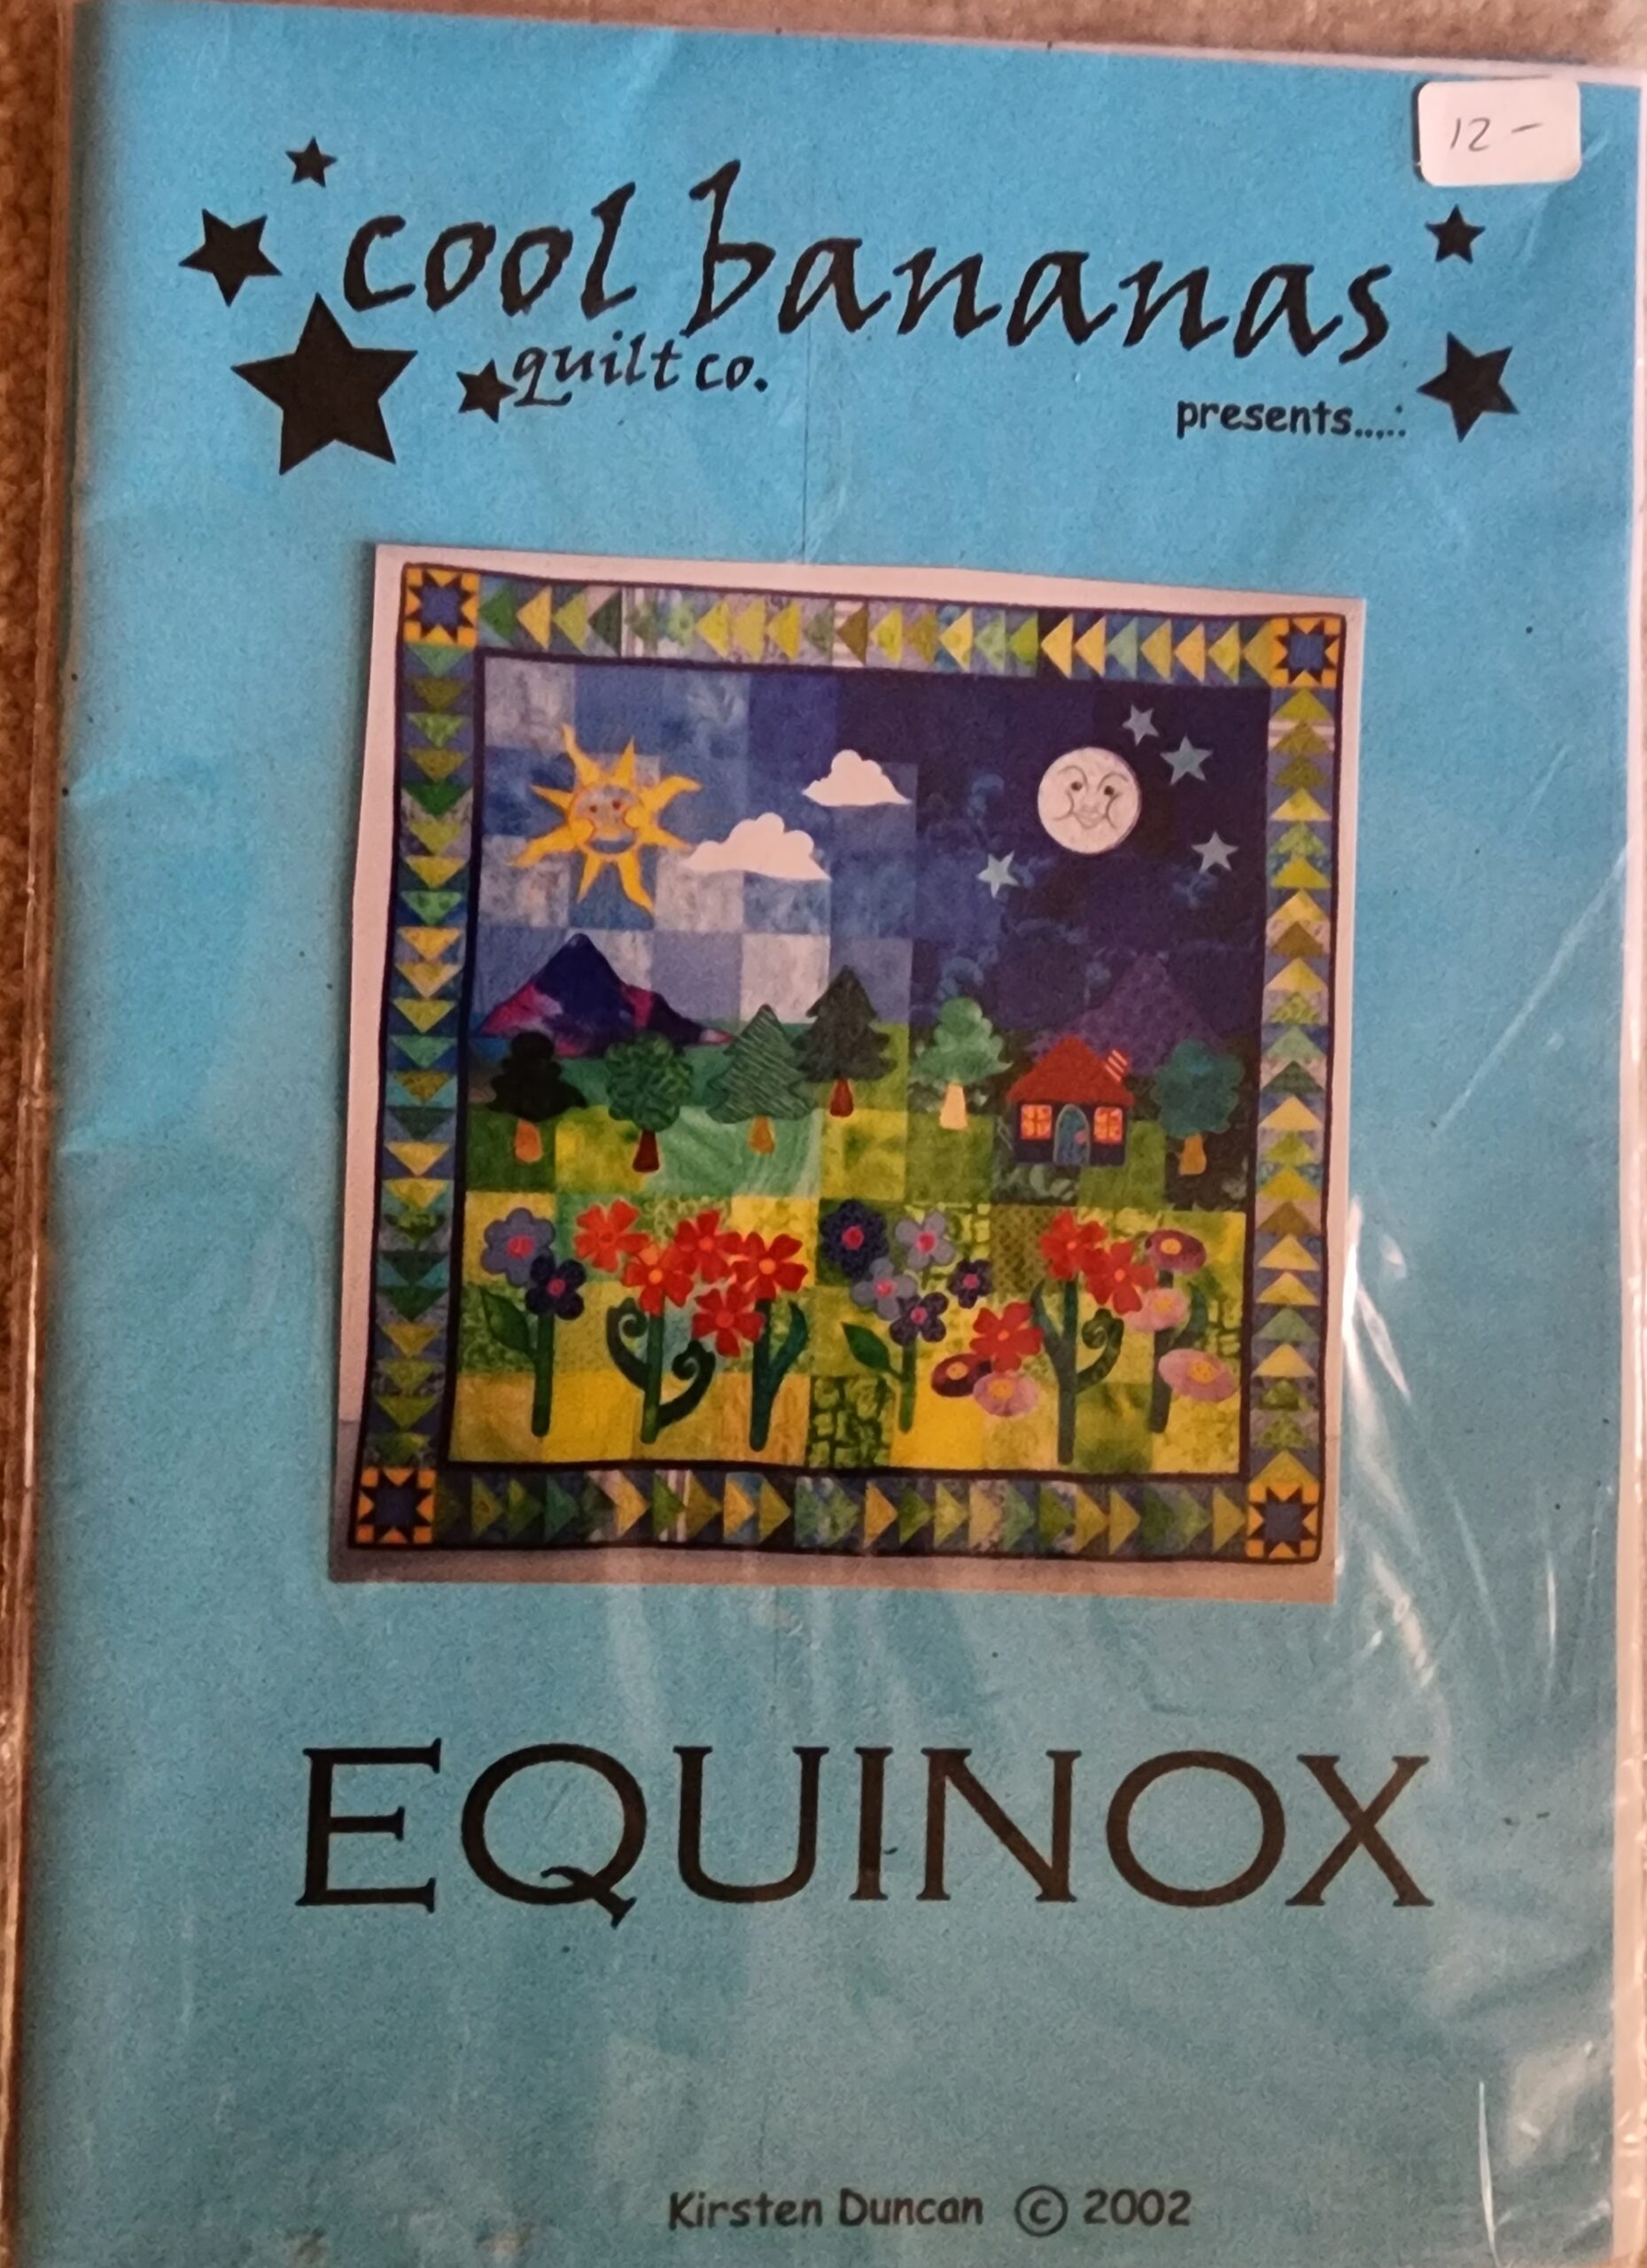 12 –
cool bananas
quilt co.
presents.....:
EQUINOX
Kirsten Duncan © 2002